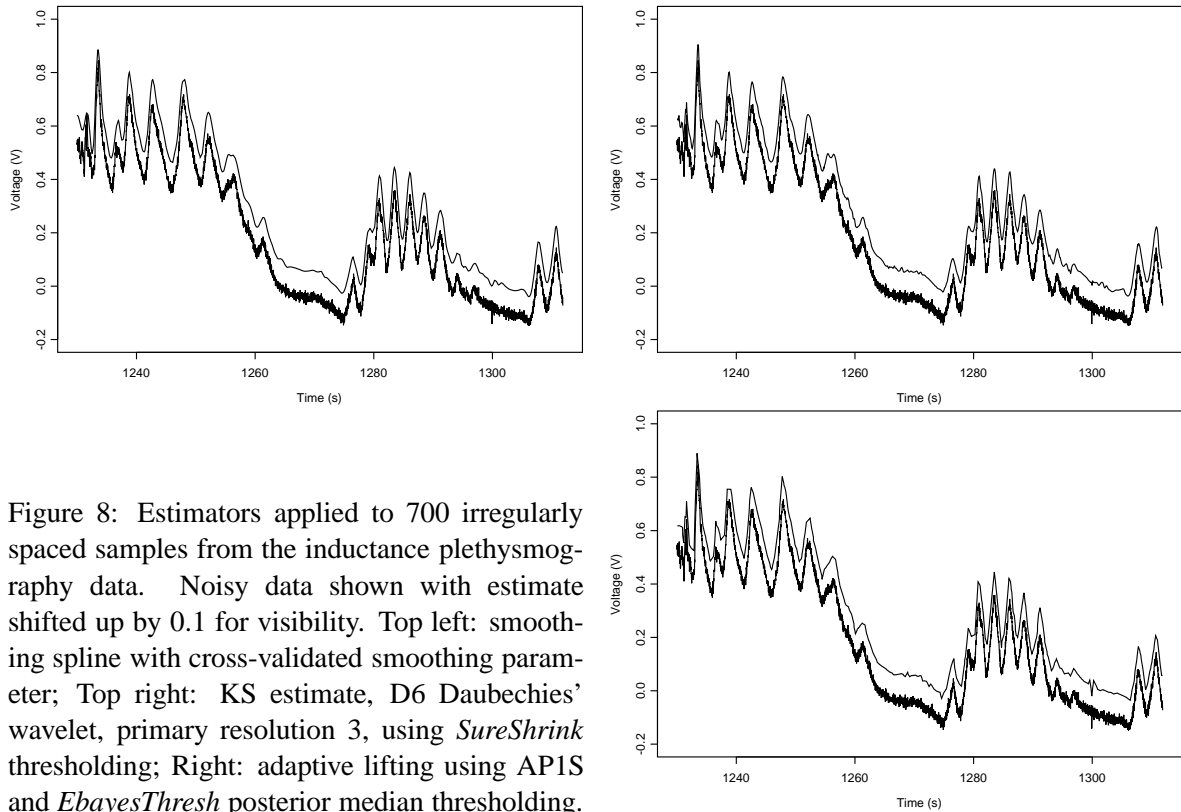 1.0
0.8
0.6
0.4
0.2
0.0
-0.2
Voltage (V)
1240 1260 1280 1300
Time (s)
1.0
0.8
0.6
0.4
0.2
0.0
-0.2
Voltage (V)
1240 1260 1280 1300
Time (s)
1.0
0.8
0.6
0.4
0.2
0.0
-0.2
Voltage (V)
1240 1260 1280 1300
Time (s)
Figure 8: Estimators applied to 700 irregularly
spaced samples from the inductance plethysmog-
raphy data. Noisy data shown with estimate
shifted up by 0.1 for visibility. Top left: smooth-
ing spline with cross-validated smoothing param-
eter; Top right: KS estimate, D6 Daubechies'
wavelet, primary resolution 3, using SureShrink
thresholding; Right: adaptive lifting using AP1S
and EbayesThresh posterior median thresholding.